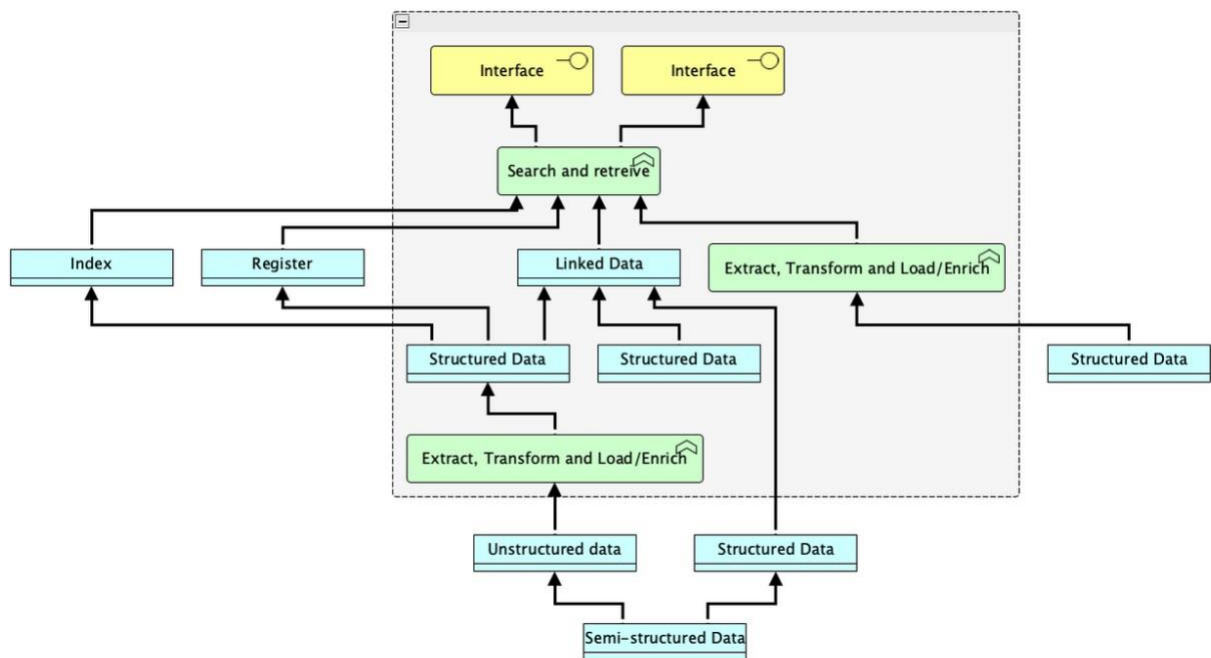 Interface
Interface
Search and retreive
Index
Register
Linked Data
Extract, Transform and Load/Enrich
Structured Data
Structured Data
Structured Data
Extract, Transform and Load/Enrich
Unstructured data
Structured Data
Semi-structured Data